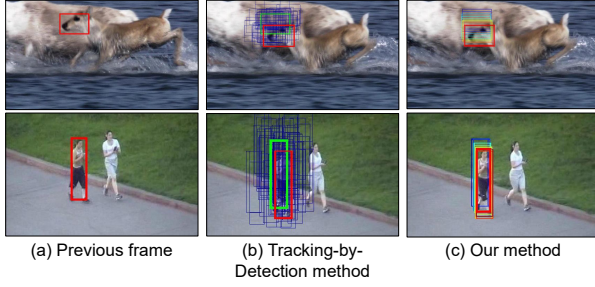 (a) Previous frame
(b) Tracking-by-
Detection method
(c) Our method